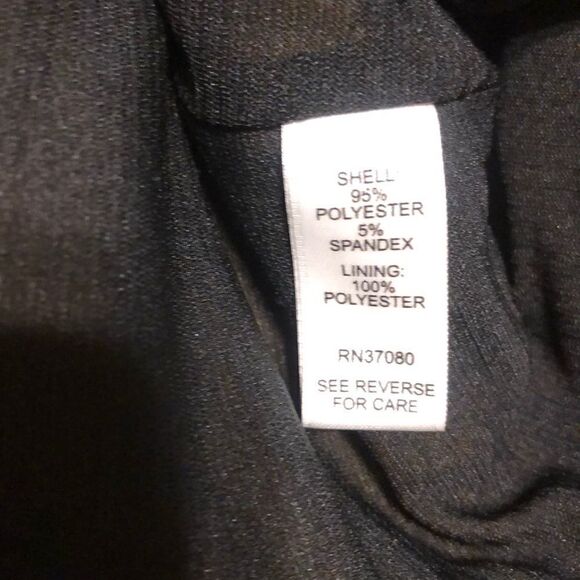 SHELL:
95%
POLYESTER
5%
SPANDEX
LINING:
100%
POLYESTER
RN37080
SEE REVERSE
FOR CARE